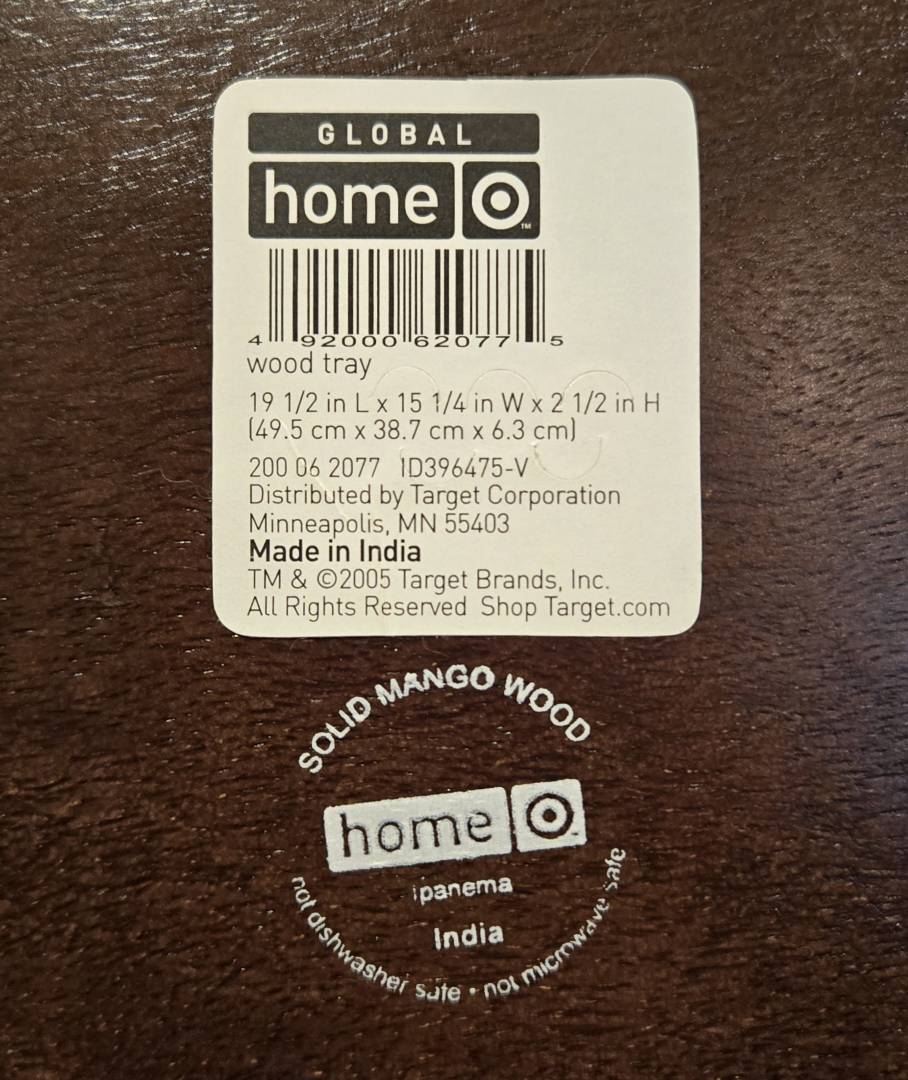 GLOBAL
home
TM
4 92000 62077 5
wood tray
19 1/2 in L x 15 1/4 in W x 2 1/2 in H
(49.5 cm x 38.7 cm x 6.3 cm)
200 06 2077 ID396475-V
Distributed by Target Corporation
Minneapolis, MN 55403
Made in India
TM & ©2005 Target Brands, Inc.
All Rights Reserved Shop Target.com
SOLID MANGO WOOD
home
ipanema
India
not dishwasher safe • not microwave safe